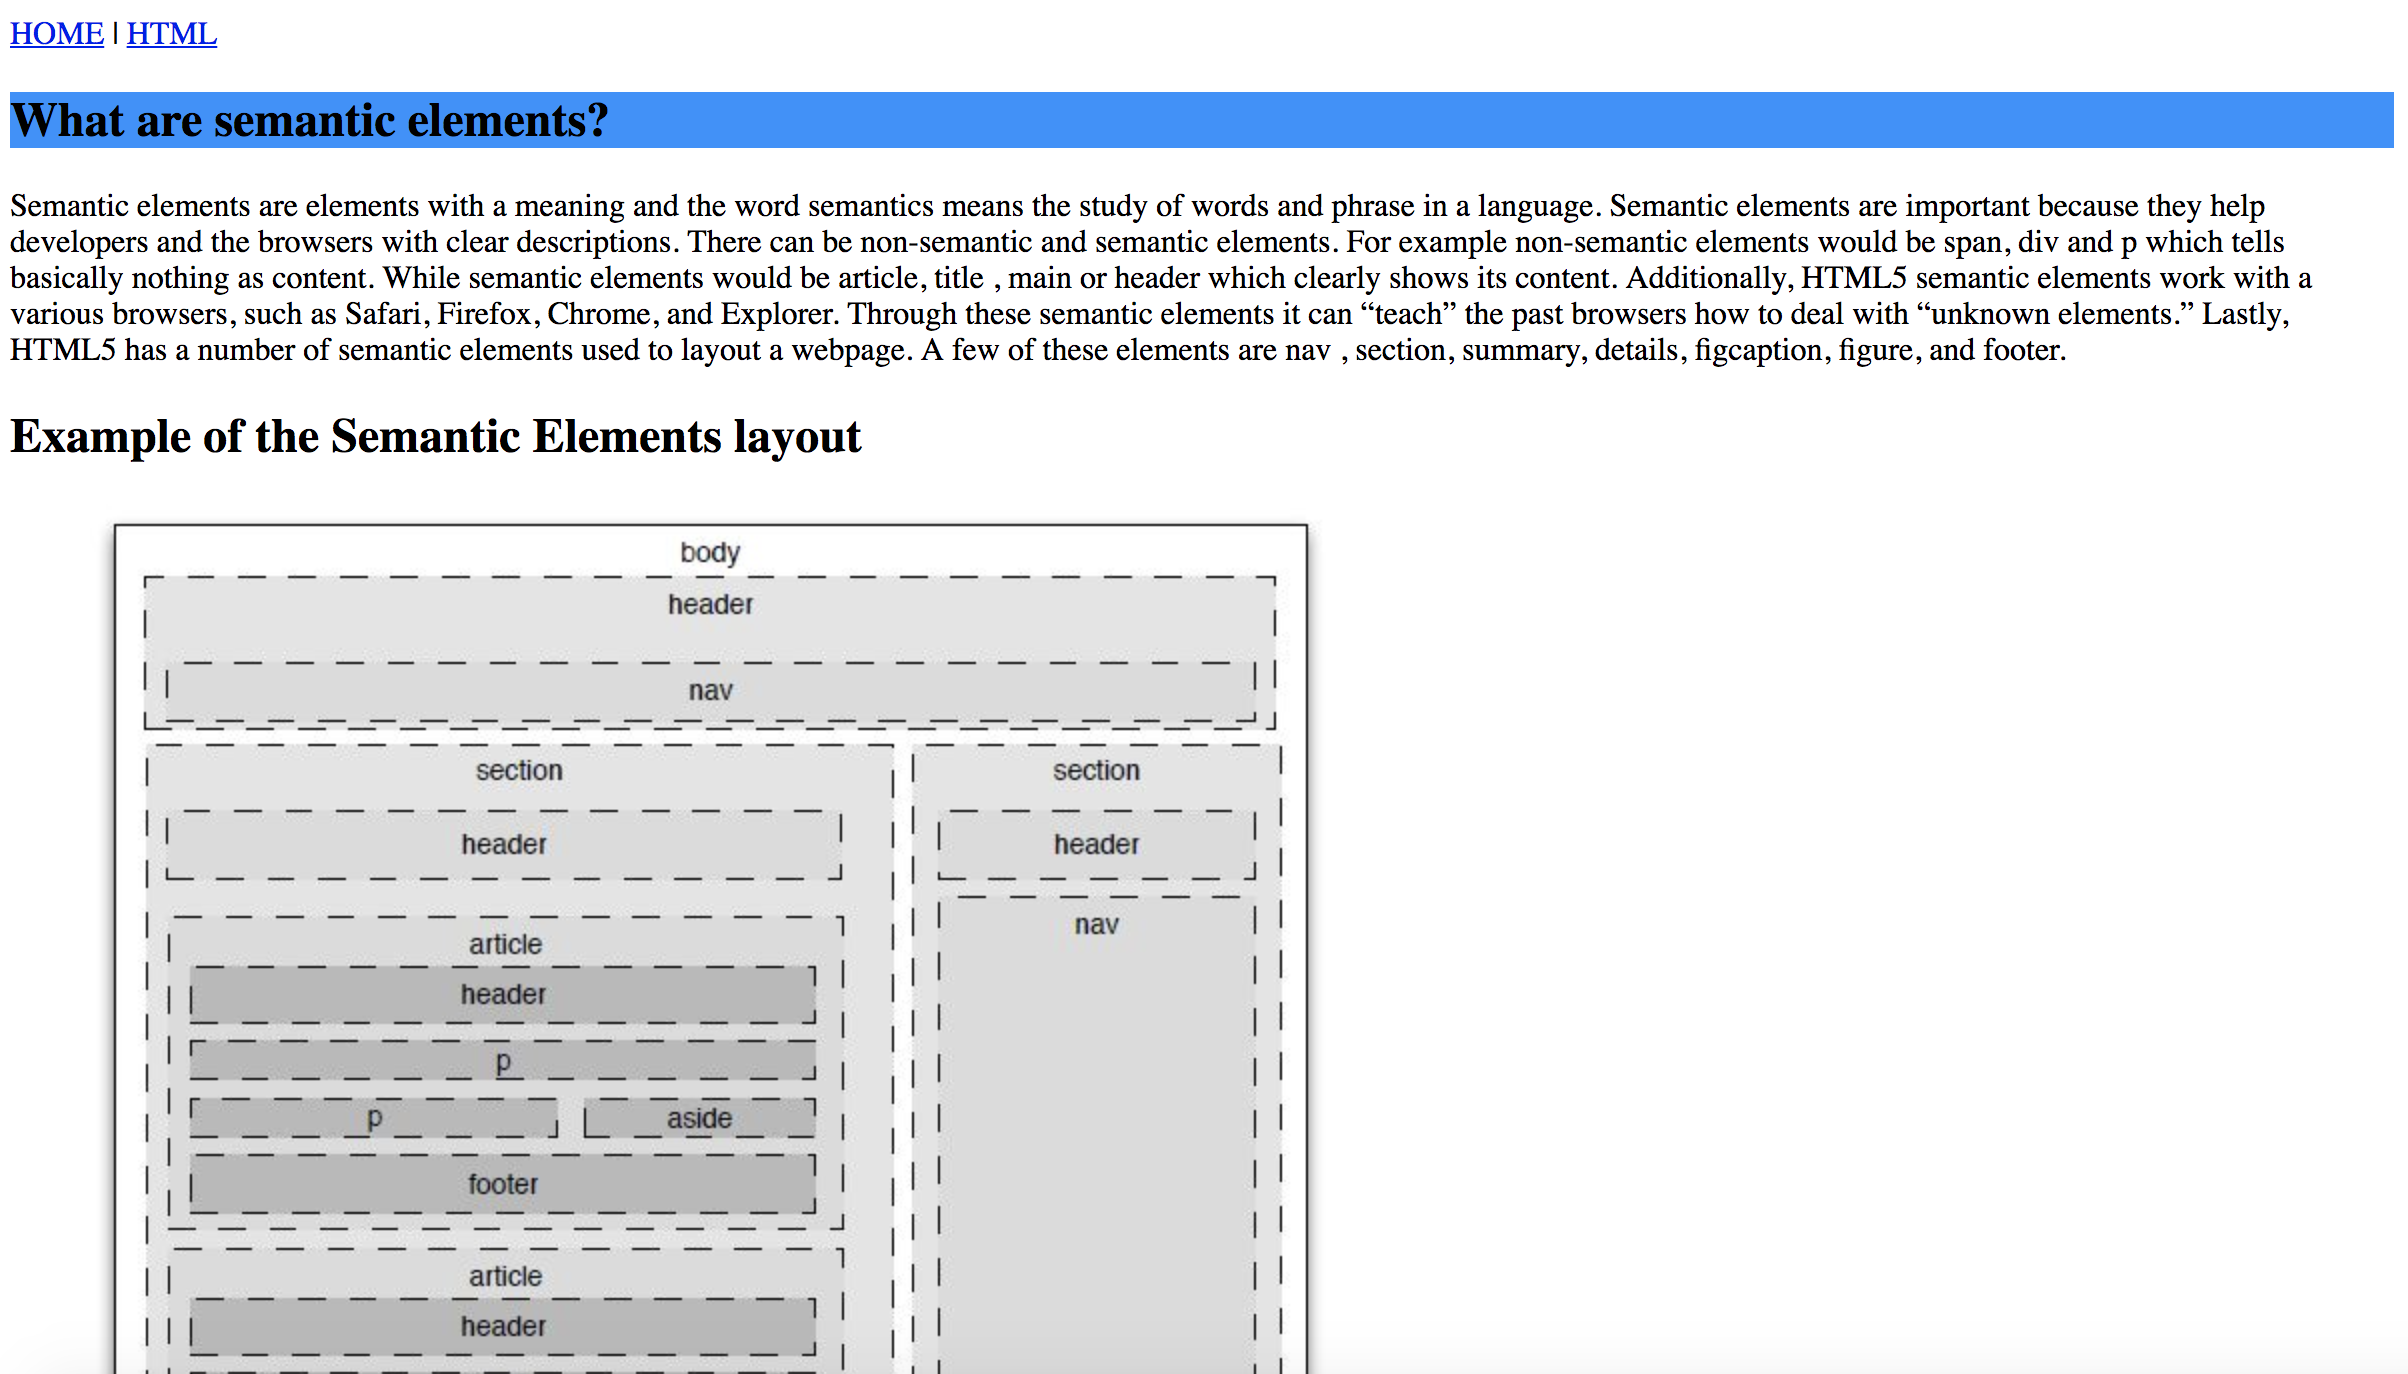 HOME | HTML
What are semantic elements?
Semantic elements are elements with a meaning and the word semantics means the study of words and phrase in a language. Semantic elements are important because they help
developers and the browsers with clear descriptions. There can be non-semantic and semantic elements. For example non-semantic elements would be span, div and p which tells
basically nothing as content. While semantic elements would be article, title , main or header which clearly shows its content. Additionally, HTML5 semantic elements work with a
various browsers, such as Safari, Firefox, Chrome, and Explorer. Through these semantic elements it can “teach” the past browsers how to deal with “unknown elements.” Lastly,
HTML5 has a number of semantic elements used to layout a webpage. A few of these elements are nav , section, summary, details, figcaption, figure, and footer.
Example of the Semantic Elements layout
body
header
nav
section
header
article
header
p
p
aside
footer
article
header
section
header
nav